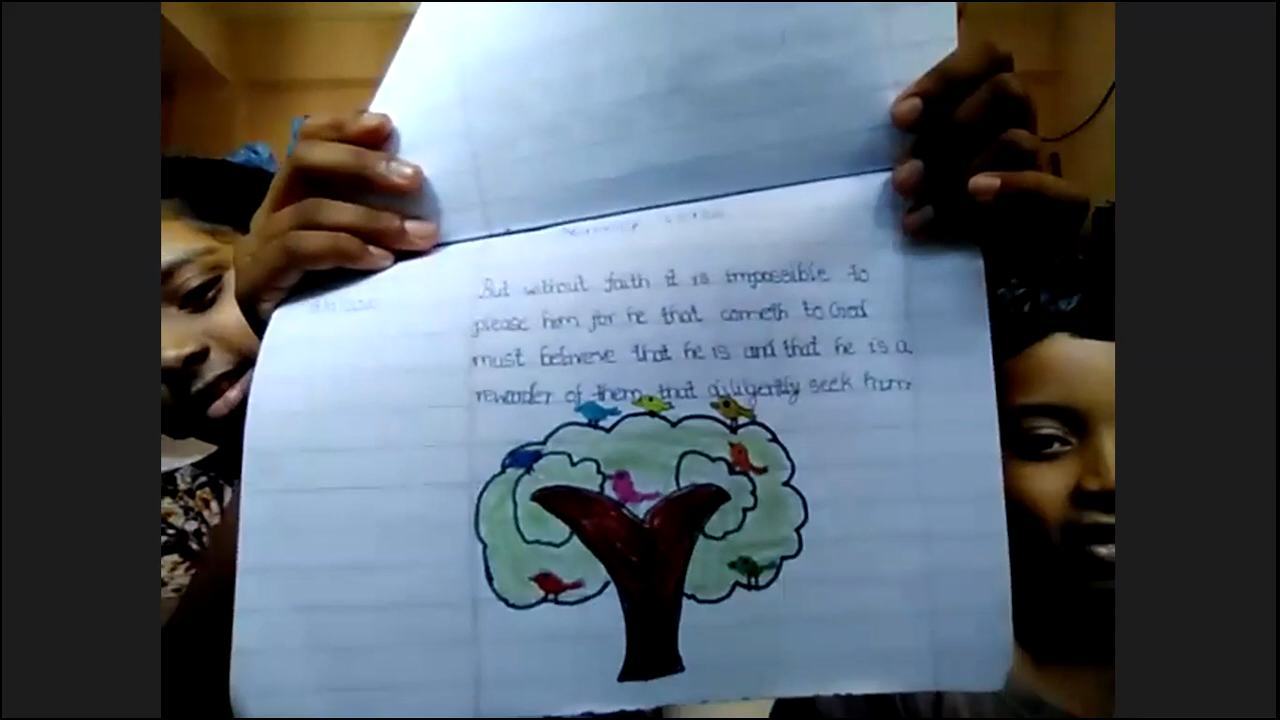 But without faith it is impossible to
please him for he that cometh to God
must believe that he is and that he is a
rewarder of them that diligently seek him